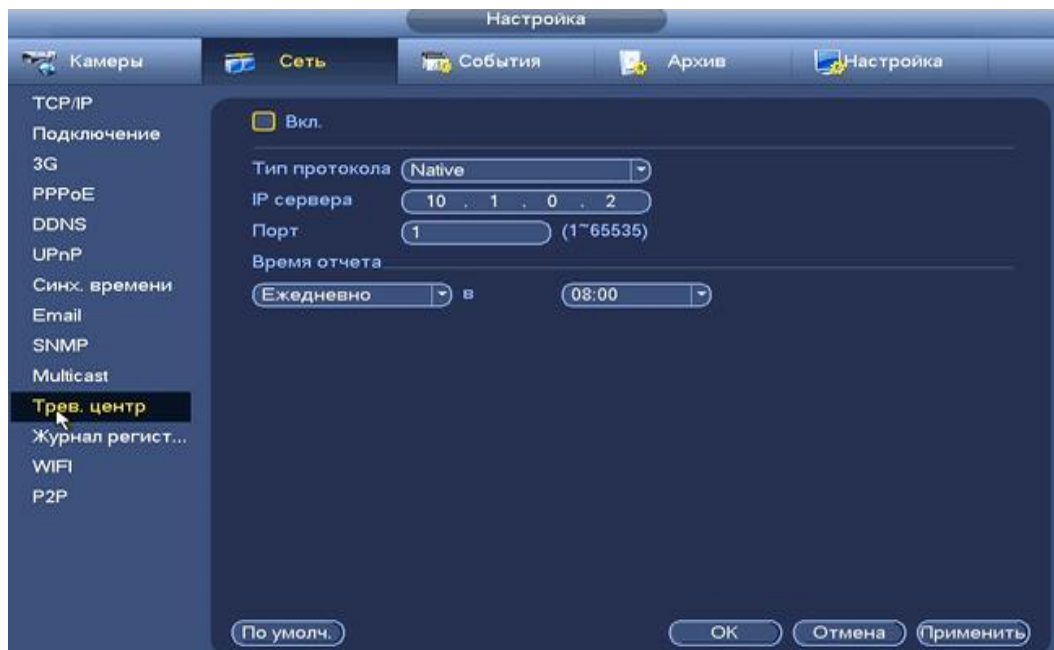 Настройка
Камеры
Сеть
События
Архив
Настройка
TCP/IP
Подключение
3G
PPPoE
DDNS
UPnP
Синх. времени
Email
SNMP
Multicast
Трев. центр
Журнал регист...
WIFI
P2P
Вкл.
Тип протокола Native
IP сервера 10 . 1 . 0 . 2
Порт 1 (1~65535)
Время отчета
Ежедневно в 08:00
По умолч. ОК Отмена Применить